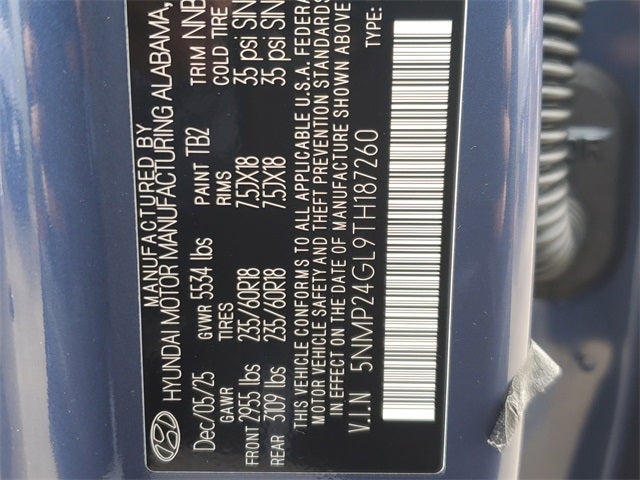 MANUFACTURED BY
HYUNDAI MOTOR MANUFACTURING ALABAMA,
Dec/05/25 GVWR 5534 lbs PAINT TB2 TRIM NNB
GAWR TIRES RIMS COLD TIRE
FRONT 2955 lbs 235/60R18 7.5JX18 35 psi SIN
REAR 3109 lbs 235/60R18 7.5JX18 35 psi SIN
THIS VEHICLE CONFORMS TO ALL APPLICABLE U.S.A. FEDERA
MOTOR VEHICLE SAFETY AND THEFT PREVENTION STANDARDS
IN EFFECT ON THE DATE OF MANUFACTURE SHOWN ABOVE
V.I.N 5NMP24GL9TH187260 TYPE: